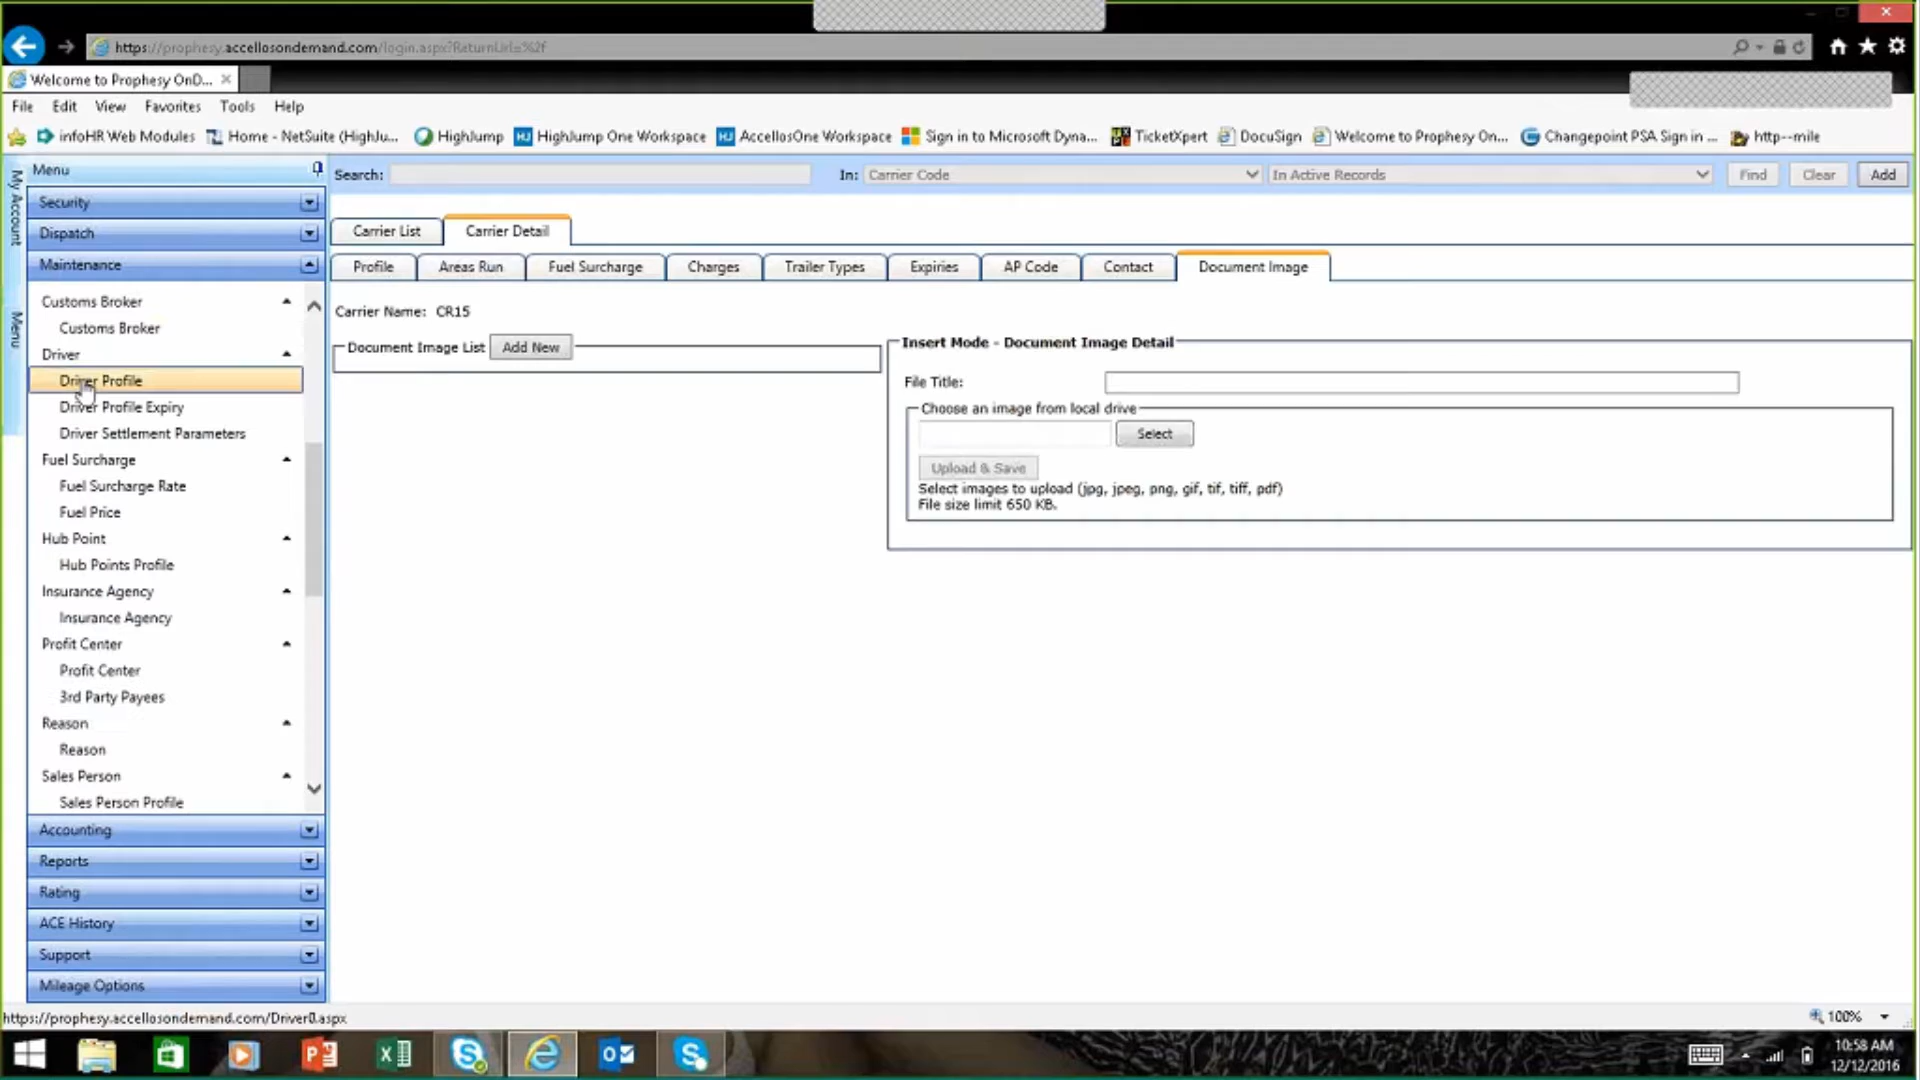 https://prophesy.accellosondemand.com/login.aspx?ReturnUrl=%2f
Welcome to Prophesy OnD...
File Edit View Favorites Tools Help
infoHR Web Modules Home - NetSuite (HighJu... HighJump HighJump One Workspace AccellosOne Workspace Sign in to Microsoft Dyna... TicketXpert DocuSign Welcome to Prophesy On... Changepoint PSA Sign in ... http--mile
My Account
Menu
Menu
Security
Dispatch
Maintenance
Customs Broker
Customs Broker
Driver
Driver Profile
Driver Profile Expiry
Driver Settlement Parameters
Fuel Surcharge
Fuel Surcharge Rate
Fuel Price
Hub Point
Hub Points Profile
Insurance Agency
Insurance Agency
Profit Center
Profit Center
3rd Party Payees
Reason
Reason
Sales Person
Sales Person Profile
Accounting
Reports
Rating
ACE History
Support
Mileage Options
Search: In: Carrier Code In Active Records Find Clear Add
Carrier List Carrier Detail
Profile Areas Run Fuel Surcharge Charges Trailer Types Expiries AP Code Contact Document Image
Carrier Name: CR15
Document Image List Add New
Insert Mode - Document Image Detail
File Title:
Choose an image from local drive
Select
Upload & Save
Select images to upload (jpg, jpeg, png, gif, tif, tiff, pdf)
File size limit 650 KB.
https://prophesy.accellosondemand.com/Driver0.aspx
100%
10:58 AM
12/12/2016